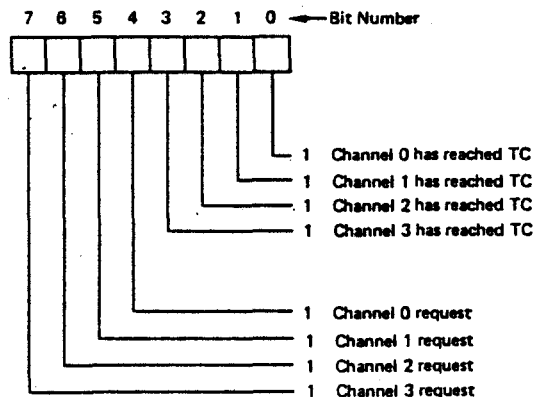 7 6 5 4 3 2 1 0 Bit Number
1 Channel 0 has reached TC
1 Channel 1 has reached TC
1 Channel 2 has reached TC
1 Channel 3 has reached TC
1 Channel 0 request
1 Channel 1 request
1 Channel 2 request
1 Channel 3 request